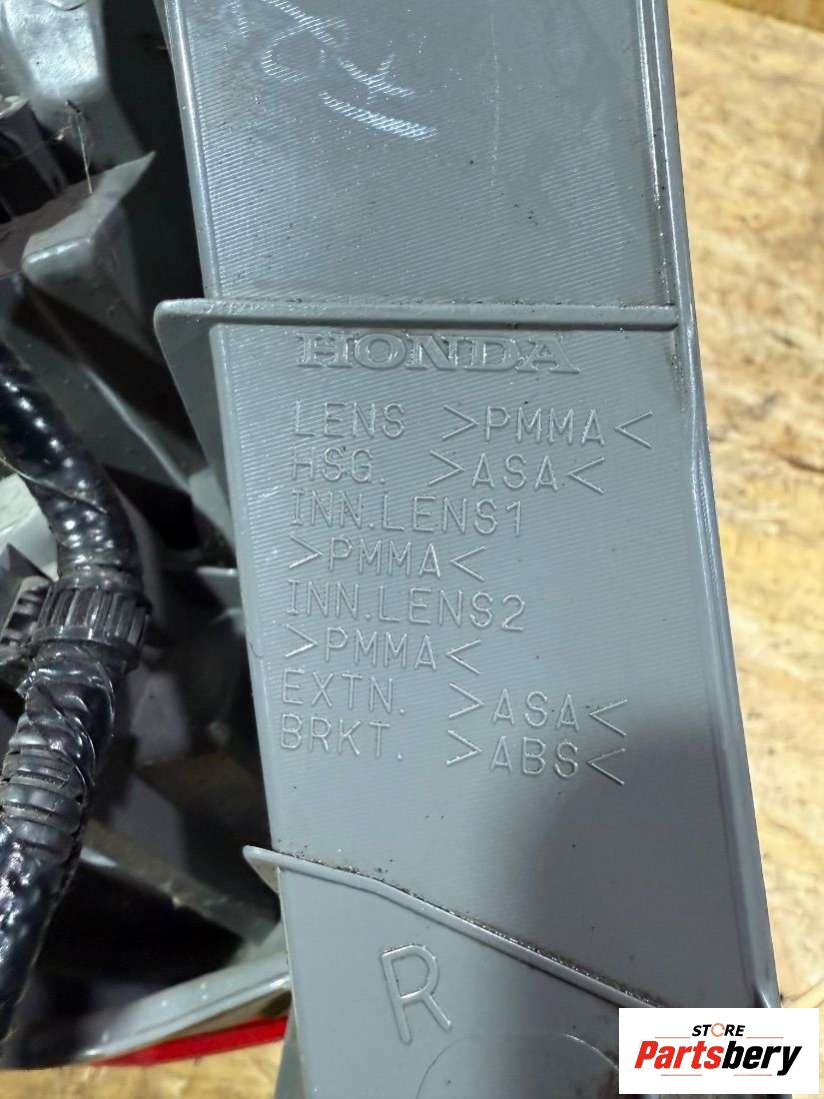 HONDA
LENS >PMMA<
HSG. >ASA<
INN.LENS1
>PMMA<
INN.LENS2
>PMMA<
EXTN. >ASA<
BRKT. >ABS<
R
STORE
Partsbery